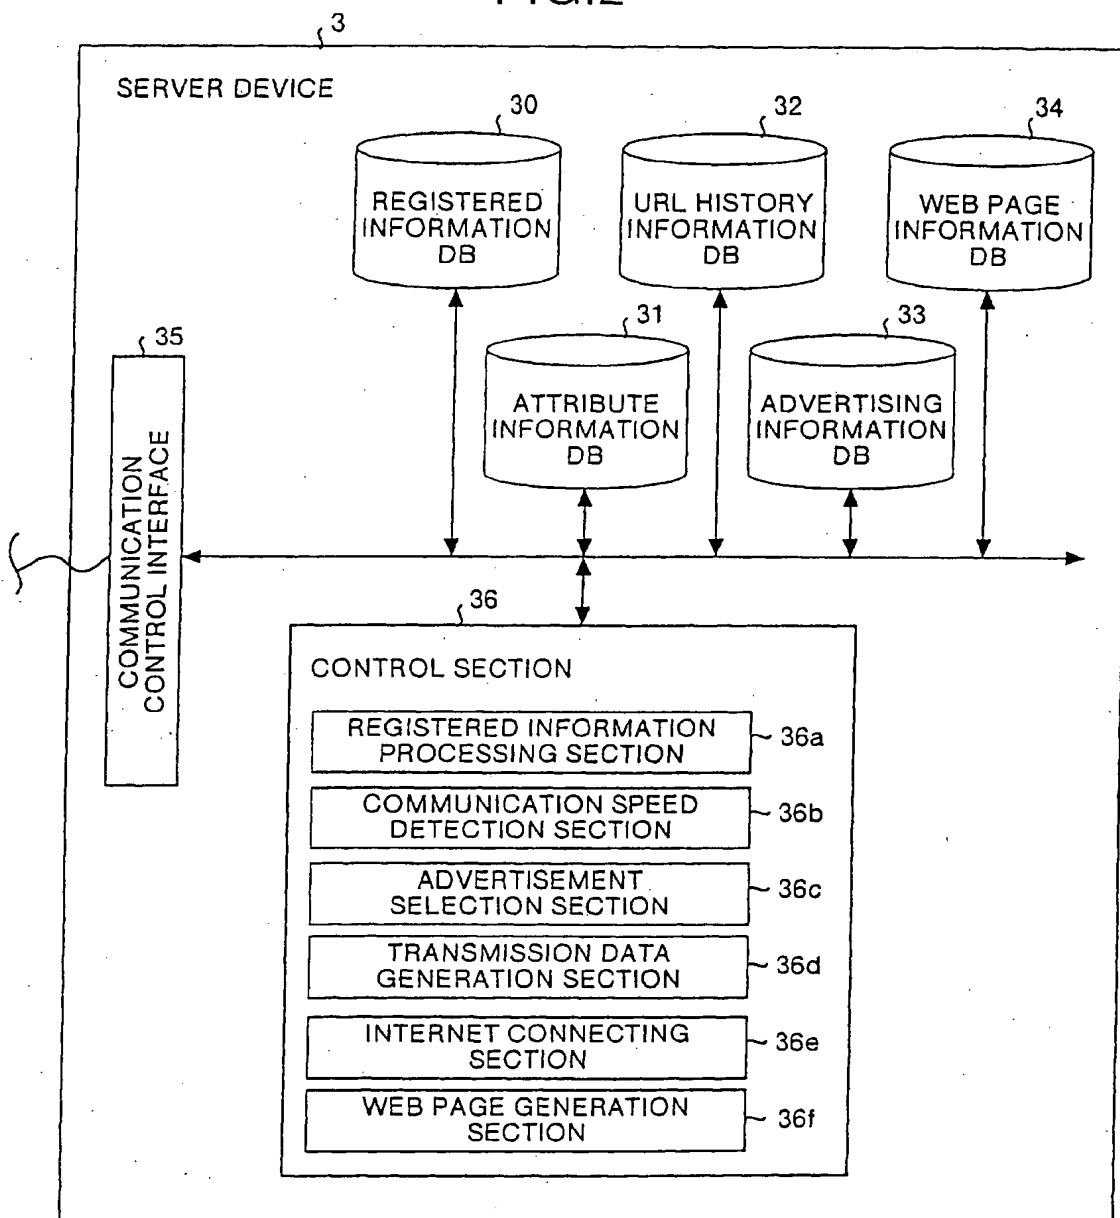 3
SERVER DEVICE
30
32
34
REGISTERED
INFORMATION
DB
URL HISTORY
INFORMATION
DB
WEB PAGE
INFORMATION
DB
31
33
ATTRIBUTE
INFORMATION
DB
ADVERTISING
INFORMATION
DB
35
COMMUNICATION
CONTROL INTERFACE
36
CONTROL SECTION
REGISTERED INFORMATION
PROCESSING SECTION
36a
COMMUNICATION SPEED
DETECTION SECTION
36b
ADVERTISEMENT
SELECTION SECTION
36c
TRANSMISSION DATA
GENERATION SECTION
36d
INTERNET CONNECTING
SECTION
36e
WEB PAGE GENERATION
SECTION
36f